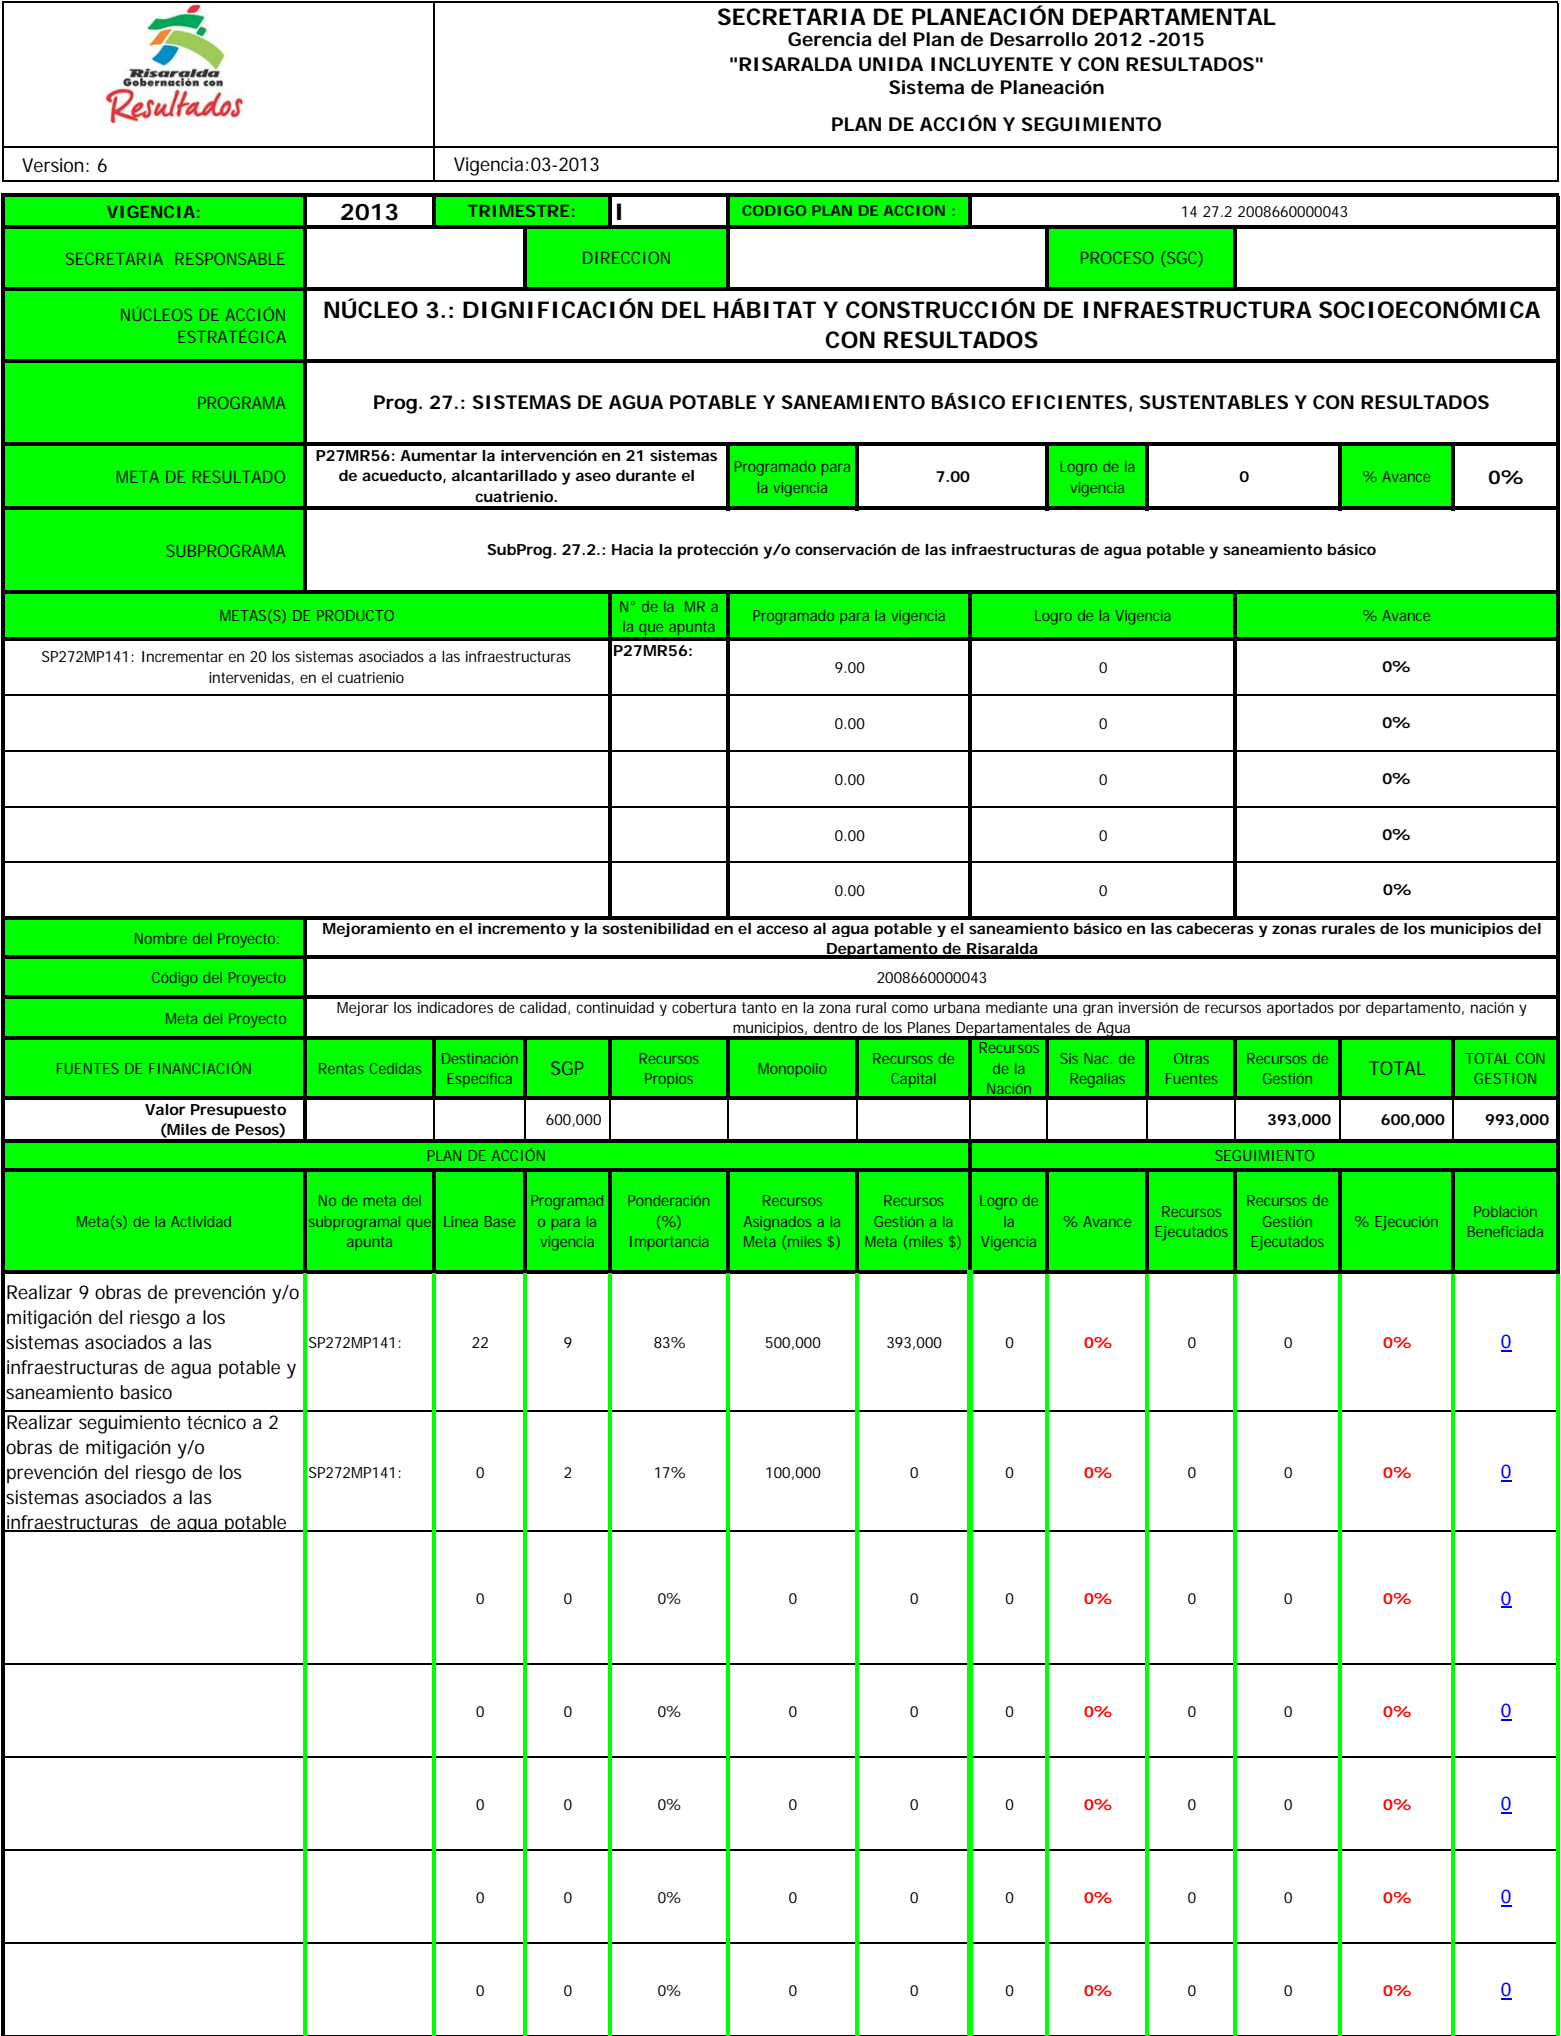 Risaralda
Gobernación con
Resultados
SECRETARIA DE PLANEACIÓN DEPARTAMENTAL
Gerencia del Plan de Desarrollo 2012 -2015
"RISARALDA UNIDA INCLUYENTE Y CON RESULTADOS"
Sistema de Planeación
PLAN DE ACCIÓN Y SEGUIMIENTO
Version: 6
Vigencia:03-2013
VIGENCIA: 2013 TRIMESTRE: I CODIGO PLAN DE ACCION : 14 27.2 2008660000043
SECRETARIA RESPONSABLE DIRECCION PROCESO (SGC)
NÚCLEOS DE ACCIÓN
ESTRATÉGICA
NÚCLEO 3.: DIGNIFICACIÓN DEL HÁBITAT Y CONSTRUCCIÓN DE INFRAESTRUCTURA SOCIOECONÓMICA
CON RESULTADOS
PROGRAMA
Prog. 27.: SISTEMAS DE AGUA POTABLE Y SANEAMIENTO BÁSICO EFICIENTES, SUSTENTABLES Y CON RESULTADOS
META DE RESULTADO
P27MR56: Aumentar la intervención en 21 sistemas
de acueducto, alcantarillado y aseo durante el
cuatrienio.
Programado para
la vigencia
7.00
Logro de la
vigencia
0
% Avance
0%
SUBPROGRAMA
SubProg. 27.2.: Hacia la protección y/o conservación de las infraestructuras de agua potable y saneamiento básico
METAS(S) DE PRODUCTO
N° de la MR a
la que apunta
Programado para la vigencia
Logro de la Vigencia
% Avance
SP272MP141: Incrementar en 20 los sistemas asociados a las infraestructuras
intervenidas, en el cuatrienio
P27MR56:
9.00 0 0%
0.00 0 0%
0.00 0 0%
0.00 0 0%
0.00 0 0%
Nombre del Proyecto:
Mejoramiento en el incremento y la sostenibilidad en el acceso al agua potable y el saneamiento básico en las cabeceras y zonas rurales de los municipios del
Departamento de Risaralda
Código del Proyecto
2008660000043
Meta del Proyecto
Mejorar los indicadores de calidad, continuidad y cobertura tanto en la zona rural como urbana mediante una gran inversión de recursos aportados por departamento, nación y
municipios, dentro de los Planes Departamentales de Agua
FUENTES DE FINANCIACIÓN
Rentas Cedidas
Destinación
Específica
SGP
Recursos
Propios
Monopolio
Recursos de
Capital
Recursos
de la
Nación
Sis Nac. de
Regalias
Otras
Fuentes
Recursos de
Gestión
TOTAL
TOTAL CON
GESTION
Valor Presupuesto
(Miles de Pesos)
600,000 393,000 600,000 993,000
PLAN DE ACCIÓN
SEGUIMIENTO
Meta(s) de la Actividad
No de meta del
subprogramal que
apunta
Linea Base
Programad
o para la
vigencia
Ponderación
(%)
Importancia
Recursos
Asignados a la
Meta (miles $)
Recursos
Gestión a la
Meta (miles $)
Logro de
la
Vigencia
% Avance
Recursos
Ejecutados
Recursos de
Gestión
Ejecutados
% Ejecución
Población
Beneficiada
Realizar 9 obras de prevención y/o
mitigación del riesgo a los
sistemas asociados a las
infraestructuras de agua potable y
saneamiento basico
SP272MP141: 22 9 83% 500,000 393,000 0 0% 0 0 0% 0
Realizar seguimiento técnico a 2
obras de mitigación y/o
prevención del riesgo de los
sistemas asociados a las
infraestructuras de agua potable
SP272MP141: 0 2 17% 100,000 0 0 0% 0 0 0% 0
0 0 0% 0 0 0 0% 0 0 0% 0
0 0 0% 0 0 0 0% 0 0 0% 0
0 0 0% 0 0 0 0% 0 0 0% 0
0 0 0% 0 0 0 0% 0 0 0% 0
0 0 0% 0 0 0 0% 0 0 0% 0